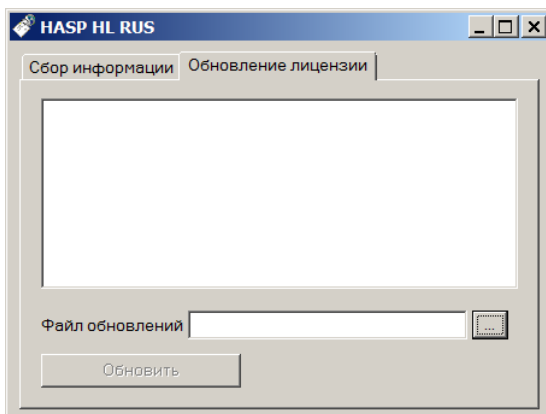 HASP HL RUS
Сбор информации Обновление лицензии
Файл обновлений ...
Обновить